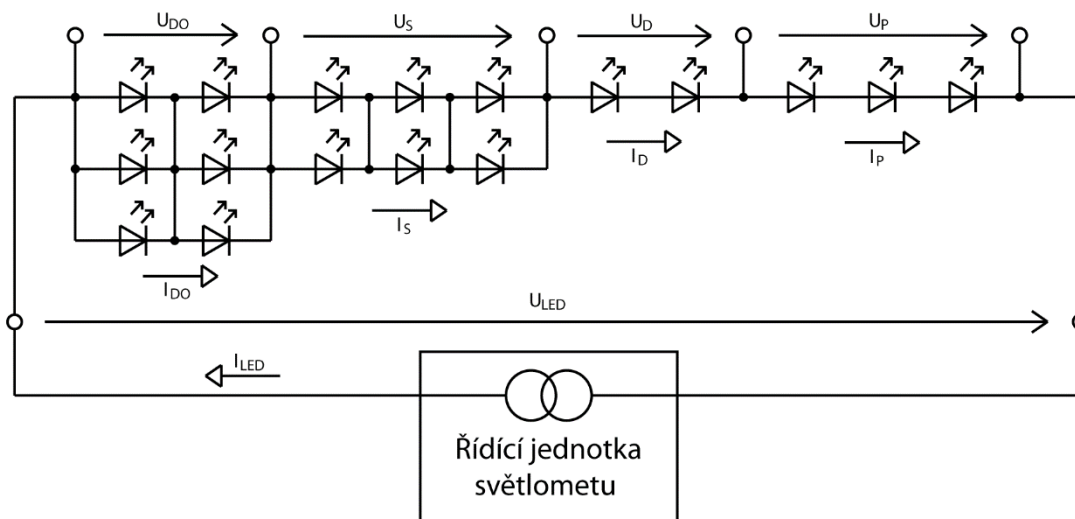 U_DO
U_S
U_D
U_P
I_D
I_P
I_S
I_DO
U_LED
I_LED
Řídící jednotka
světlometu